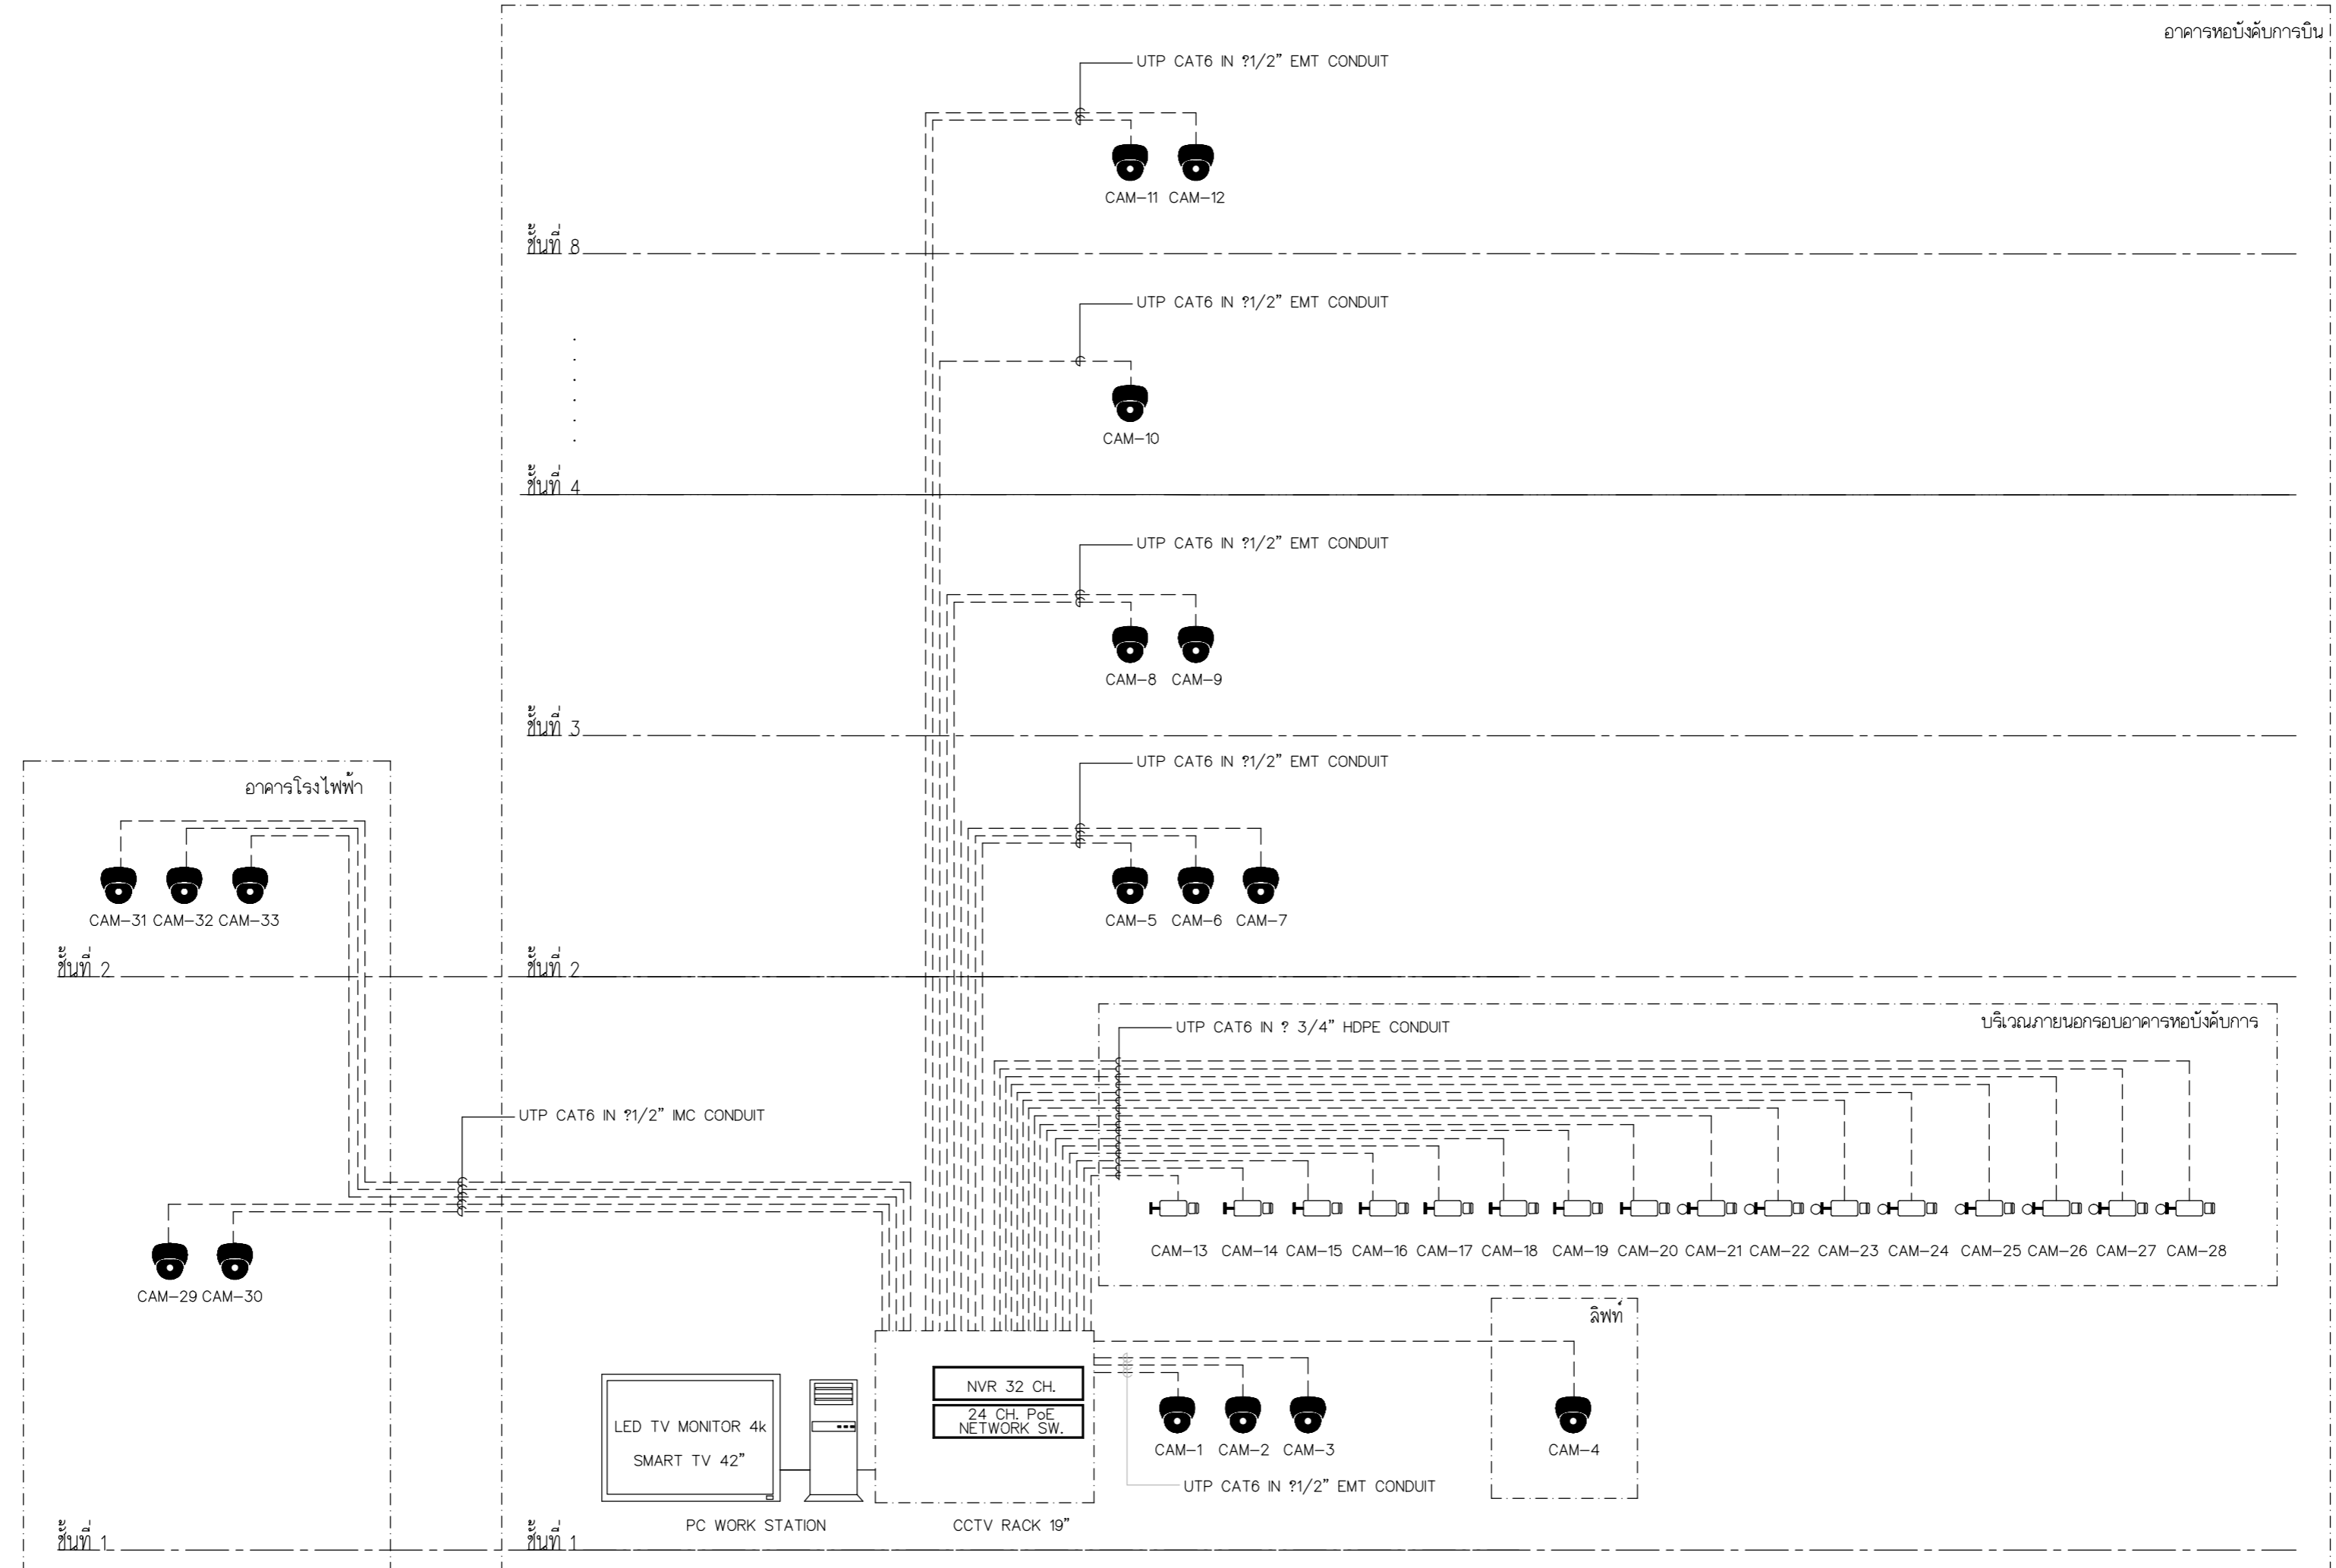 อาคารหอบังคับการบิน
UTP CAT6 IN ?1/2" EMT CONDUIT
CAM-11 CAM-12
ชั้นที่ 8
UTP CAT6 IN ?1/2" EMT CONDUIT
CAM-10
ชั้นที่ 4
UTP CAT6 IN ?1/2" EMT CONDUIT
CAM-8 CAM-9
ชั้นที่ 3
UTP CAT6 IN ?1/2" EMT CONDUIT
อาคารโรงไฟฟ้า
CAM-31 CAM-32 CAM-33
CAM-5 CAM-6 CAM-7
ชั้นที่ 2
ชั้นที่ 2
UTP CAT6 IN ? 3/4" HDPE CONDUIT
บริเวณภายนอกรอบอาคารหอบังคับการ
UTP CAT6 IN ?1/2" IMC CONDUIT
CAM-13 CAM-14 CAM-15 CAM-16 CAM-17 CAM-18 CAM-19 CAM-20 CAM-21 CAM-22 CAM-23 CAM-24 CAM-25 CAM-26 CAM-27 CAM-28
CAM-29 CAM-30
ลิฟท์
NVR 32 CH.
24 CH. PoE
NETWORK SW.
LED TV MONITOR 4k
SMART TV 42"
CAM-1 CAM-2 CAM-3
CAM-4
UTP CAT6 IN ?1/2" EMT CONDUIT
PC WORK STATION
CCTV RACK 19"
ชั้นที่ 1
ชั้นที่ 1